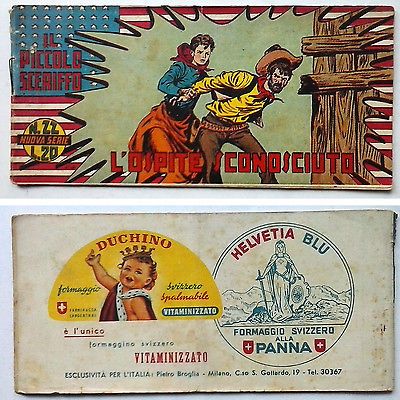 IL
PICCOLO
SCERIFFO
N.22
NUOVA SERIE
L.20
L'OSPITE SCONOSCIUTO
DUCHINO
formaggio
svizzero
spalmabile
VITAMINIZZATO
è l'unico
formaggino svizzero
VITAMINIZZATO
HELVETIA BLU
FORMAGGIO SVIZZERO
ALLA
PANNA
ESCLUSIVITÀ PER L'ITALIA: Pietro Broglia - Milano, C.so S. Gottardo, 19 - Tel. 30367